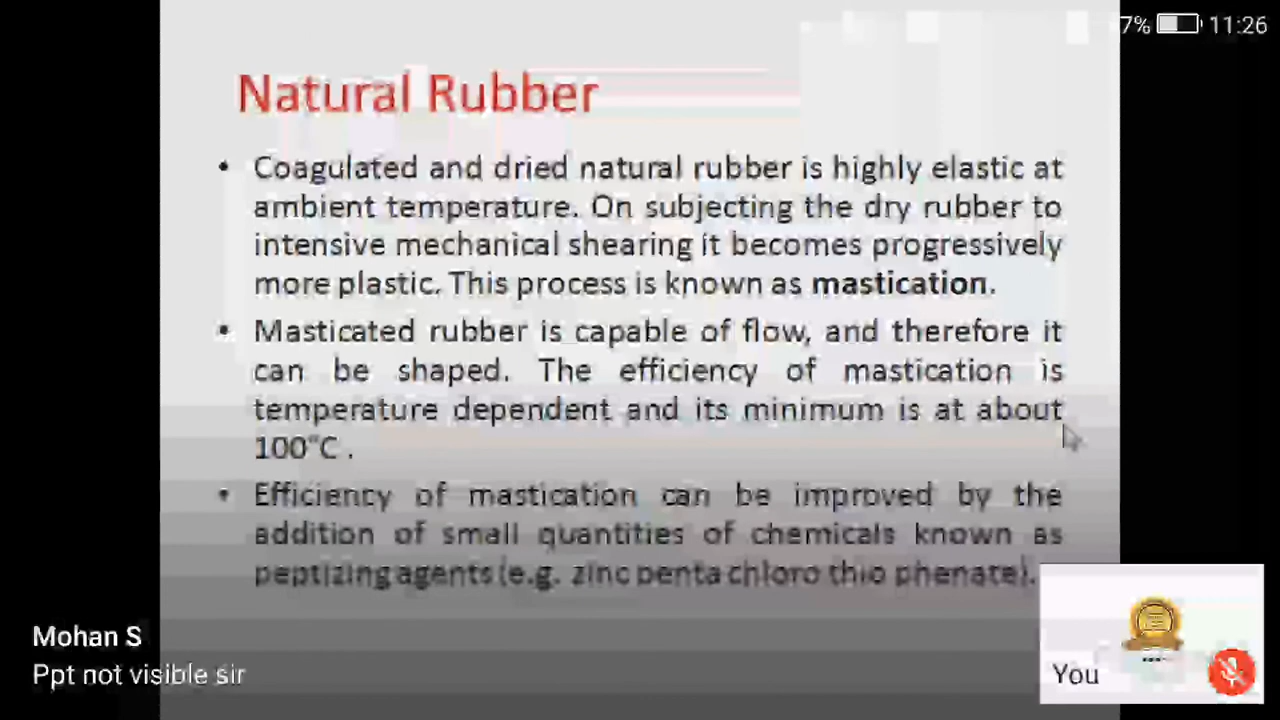 7% 11:26
Natural Rubber
• Coagulated and dried natural rubber is highly elastic at
ambient temperature. On subjecting the dry rubber to
intensive mechanical shearing it becomes progressively
more plastic. This process is known as mastication.
• Masticated rubber is capable of flow, and therefore it
can be shaped. The efficiency of mastication is
temperature dependent and its minimum is at about
100°C .
• Efficiency of mastication can be improved by the
addition of small quantities of chemicals known as
peptizing agents (e.g. zinc penta chloro thio phenate).
Mohan S
Ppt not visible sir
You